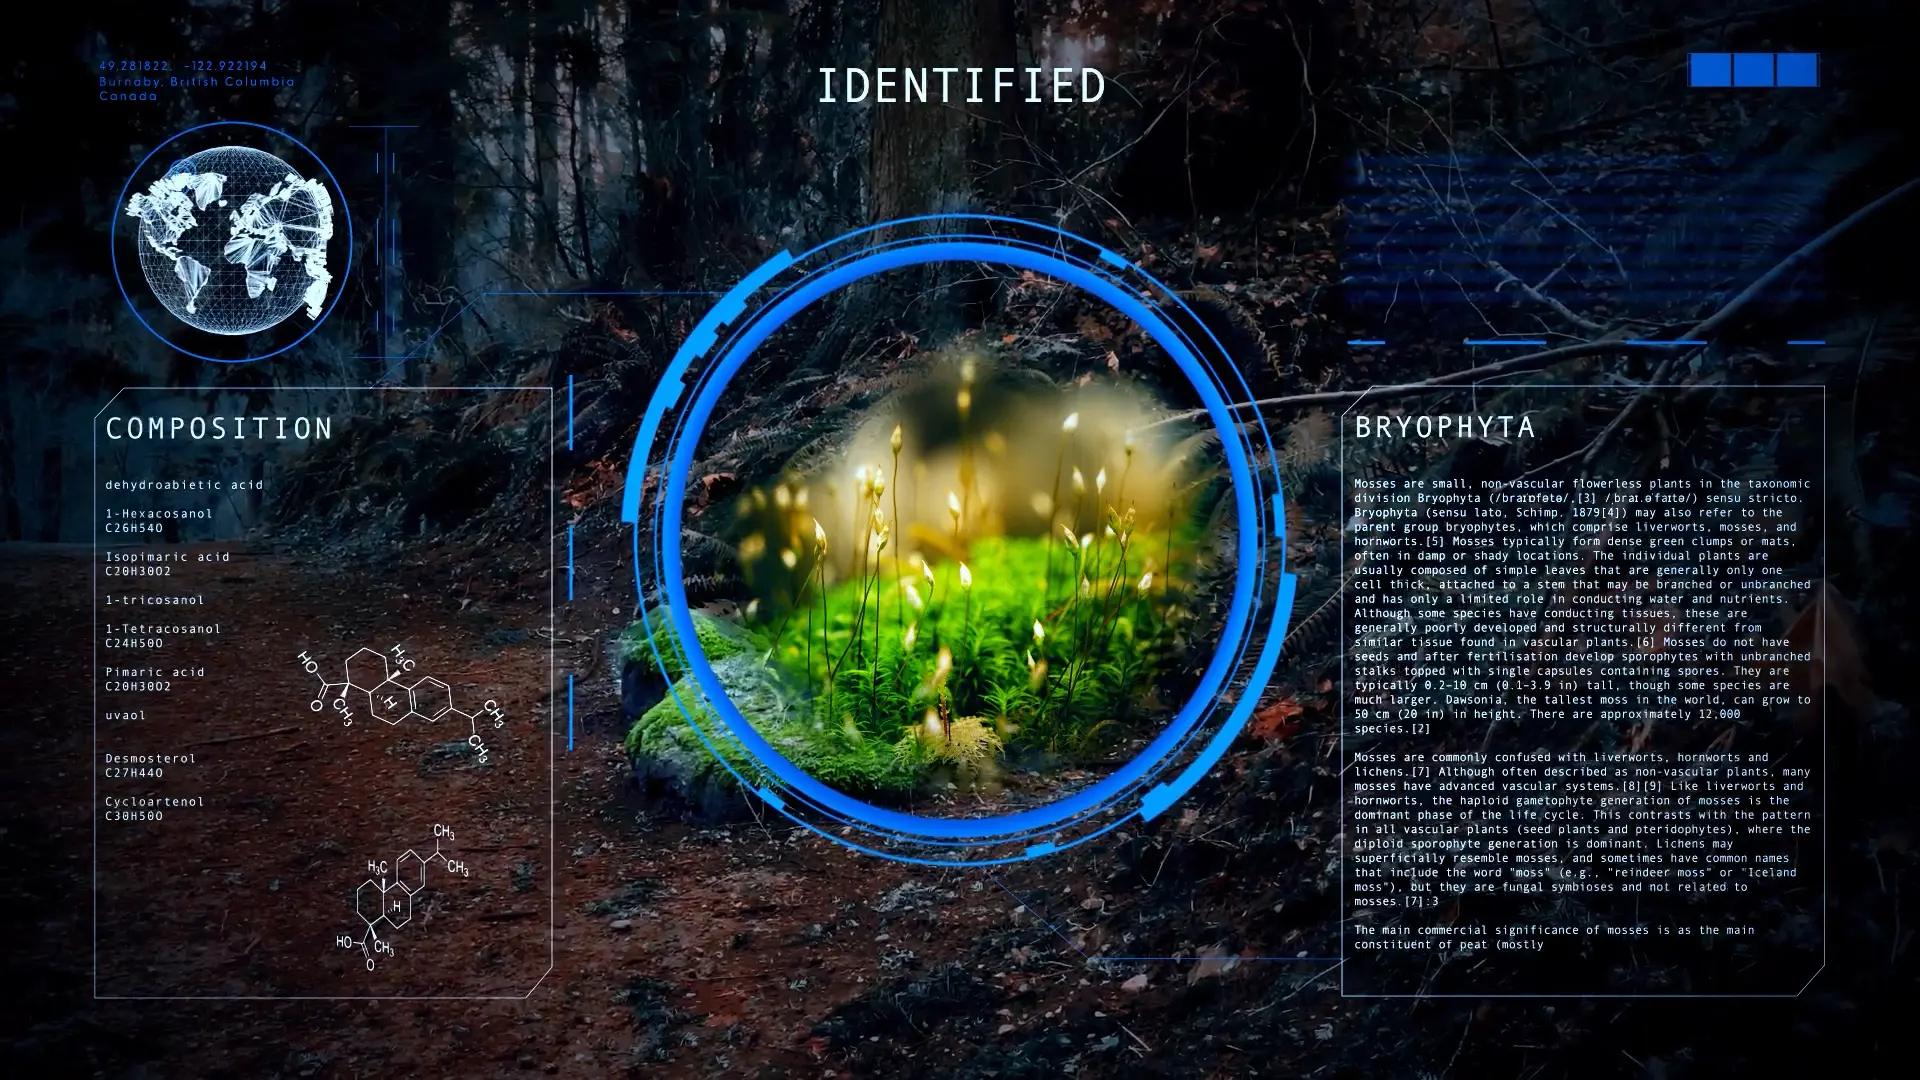 49.281822, -122.922194
Burnaby, British Columbia
Canada
IDENTIFIED
COMPOSITION
dehydroabietic acid
1-Hexacosanol
C26H54O
Isopimaric acid
C20H30O2
1-tricosanol
1-Tetracosanol
C24H50O
Pimaric acid
C20H30O2
uvaol
Desmosterol
C27H44O
Cycloartenol
C30H50O
HO
O
H₃C
CH₃
H
CH₃
CH₃
CH₃
H₃C
CH₃
H
HO
CH₃
O
BRYOPHYTA
Mosses are small, non-vascular flowerless plants in the taxonomic
division Bryophyta (/braɪˈɒfətə/,[3] /ˌbraɪ.əˈfaɪtə/) sensu stricto.
Bryophyta (sensu lato, Schimp. 1879[4]) may also refer to the
parent group bryophytes, which comprise liverworts, mosses, and
hornworts.[5] Mosses typically form dense green clumps or mats,
often in damp or shady locations. The individual plants are
usually composed of simple leaves that are generally only one
cell thick, attached to a stem that may be branched or unbranched
and has only a limited role in conducting water and nutrients.
Although some species have conducting tissues, these are
generally poorly developed and structurally different from
similar tissue found in vascular plants.[6] Mosses do not have
seeds and after fertilisation develop sporophytes with unbranched
stalks topped with single capsules containing spores. They are
typically 0.2–10 cm (0.1–3.9 in) tall, though some species are
much larger. Dawsonia, the tallest moss in the world, can grow to
50 cm (20 in) in height. There are approximately 12,000
species.[2]
Mosses are commonly confused with liverworts, hornworts and
lichens.[7] Although often described as non-vascular plants, many
mosses have advanced vascular systems.[8][9] Like liverworts and
hornworts, the haploid gametophyte generation of mosses is the
dominant phase of the life cycle. This contrasts with the pattern
in all vascular plants (seed plants and pteridophytes), where the
diploid sporophyte generation is dominant. Lichens may
superficially resemble mosses, and sometimes have common names
that include the word "moss" (e.g., "reindeer moss" or "Iceland
moss"), but they are fungal symbioses and not related to
mosses.[7]:3
The main commercial significance of mosses is as the main
constituent of peat (mostly